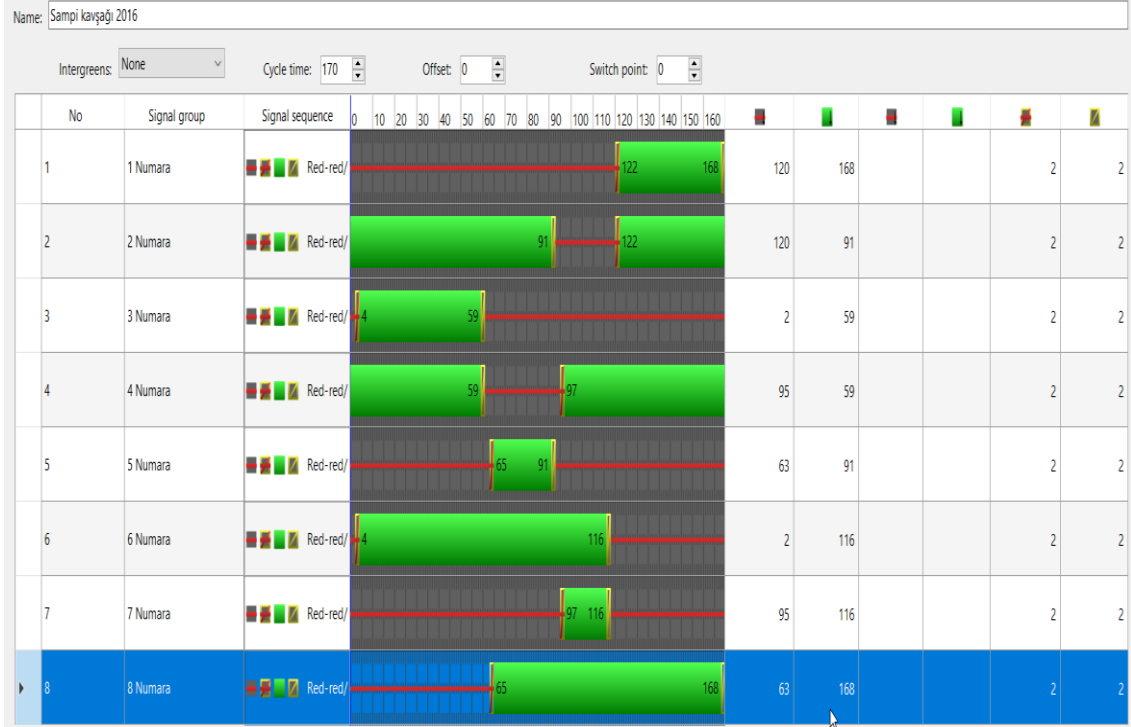 Name: Sampi kavşağı 2016
Intergreens: None Cycle time: 170 Offset: 0 Switch point: 0
No Signal group Signal sequence 0 10 20 30 40 50 60 70 80 90 100 110 120 130 140 150 160
1 1 Numara Red-red/ 122 168 120 168 2 2
2 2 Numara Red-red/ 91 122 120 91 2 2
3 3 Numara Red-red/ 4 59 2 59 2 2
4 4 Numara Red-red/ 59 97 95 59 2 2
5 5 Numara Red-red/ 65 91 63 91 2 2
6 6 Numara Red-red/ 4 116 2 116 2 2
7 7 Numara Red-red/ 97 116 95 116 2 2
8 8 Numara Red-red/ 65 168 63 168 2 2